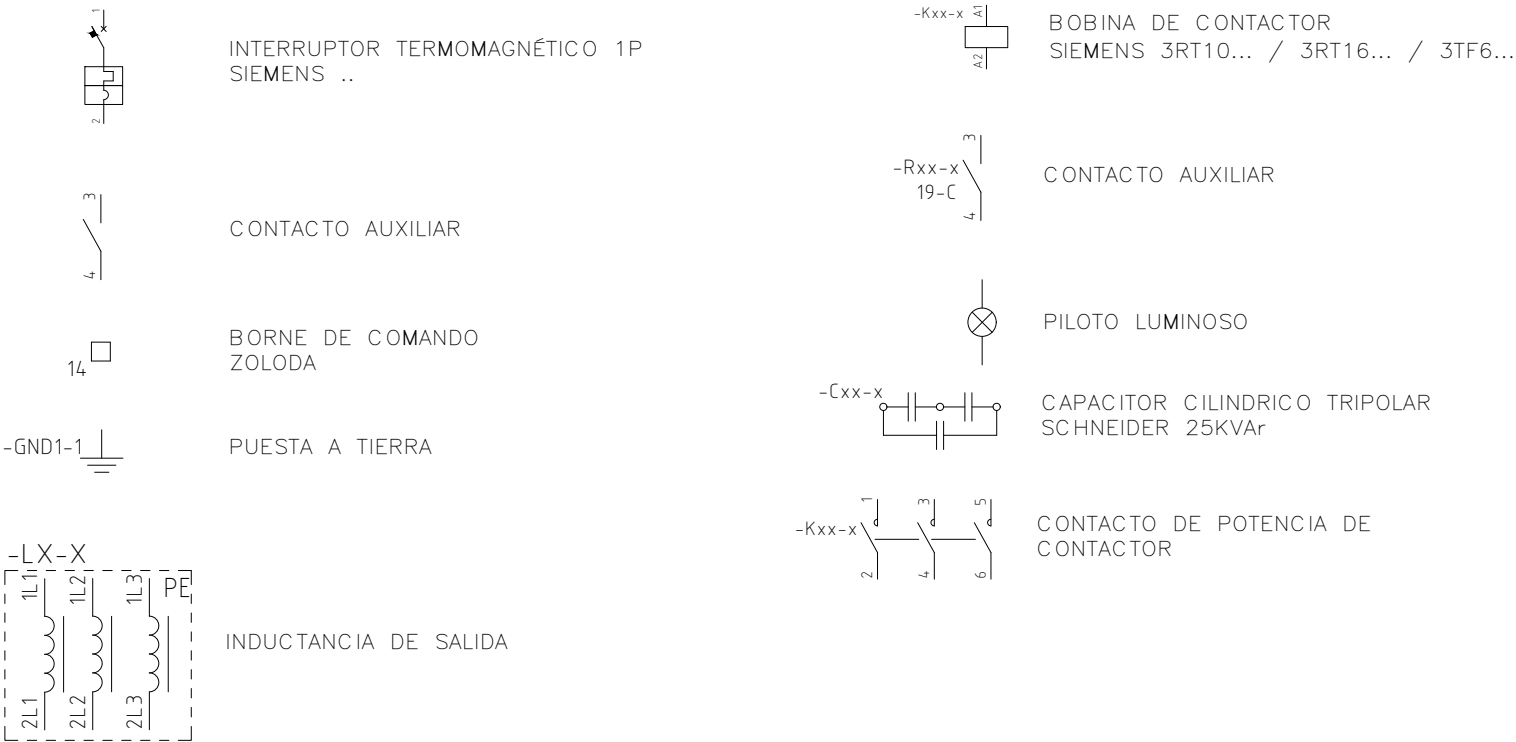 1
2
INTERRUPTOR TERMOMAGNÉTICO 1P
SIEMENS ..
3
4
CONTACTO AUXILIAR
14
BORNE DE COMANDO
ZOLODA
-GND1-1
PUESTA A TIERRA
-LX-X
1L1 1L2 1L3 PE
2L1 2L2 2L3
INDUCTANCIA DE SALIDA
-Kxx-x A1
A2
BOBINA DE CONTACTOR
SIEMENS 3RT10... / 3RT16... / 3TF6...
3
-Rxx-x
19-C
4
CONTACTO AUXILIAR
PILOTO LUMINOSO
-Cxx-x
CAPACITOR CILINDRICO TRIPOLAR
SCHNEIDER 25KVAr
1 3 5
-Kxx-x
2 4 6
CONTACTO DE POTENCIA DE
CONTACTOR